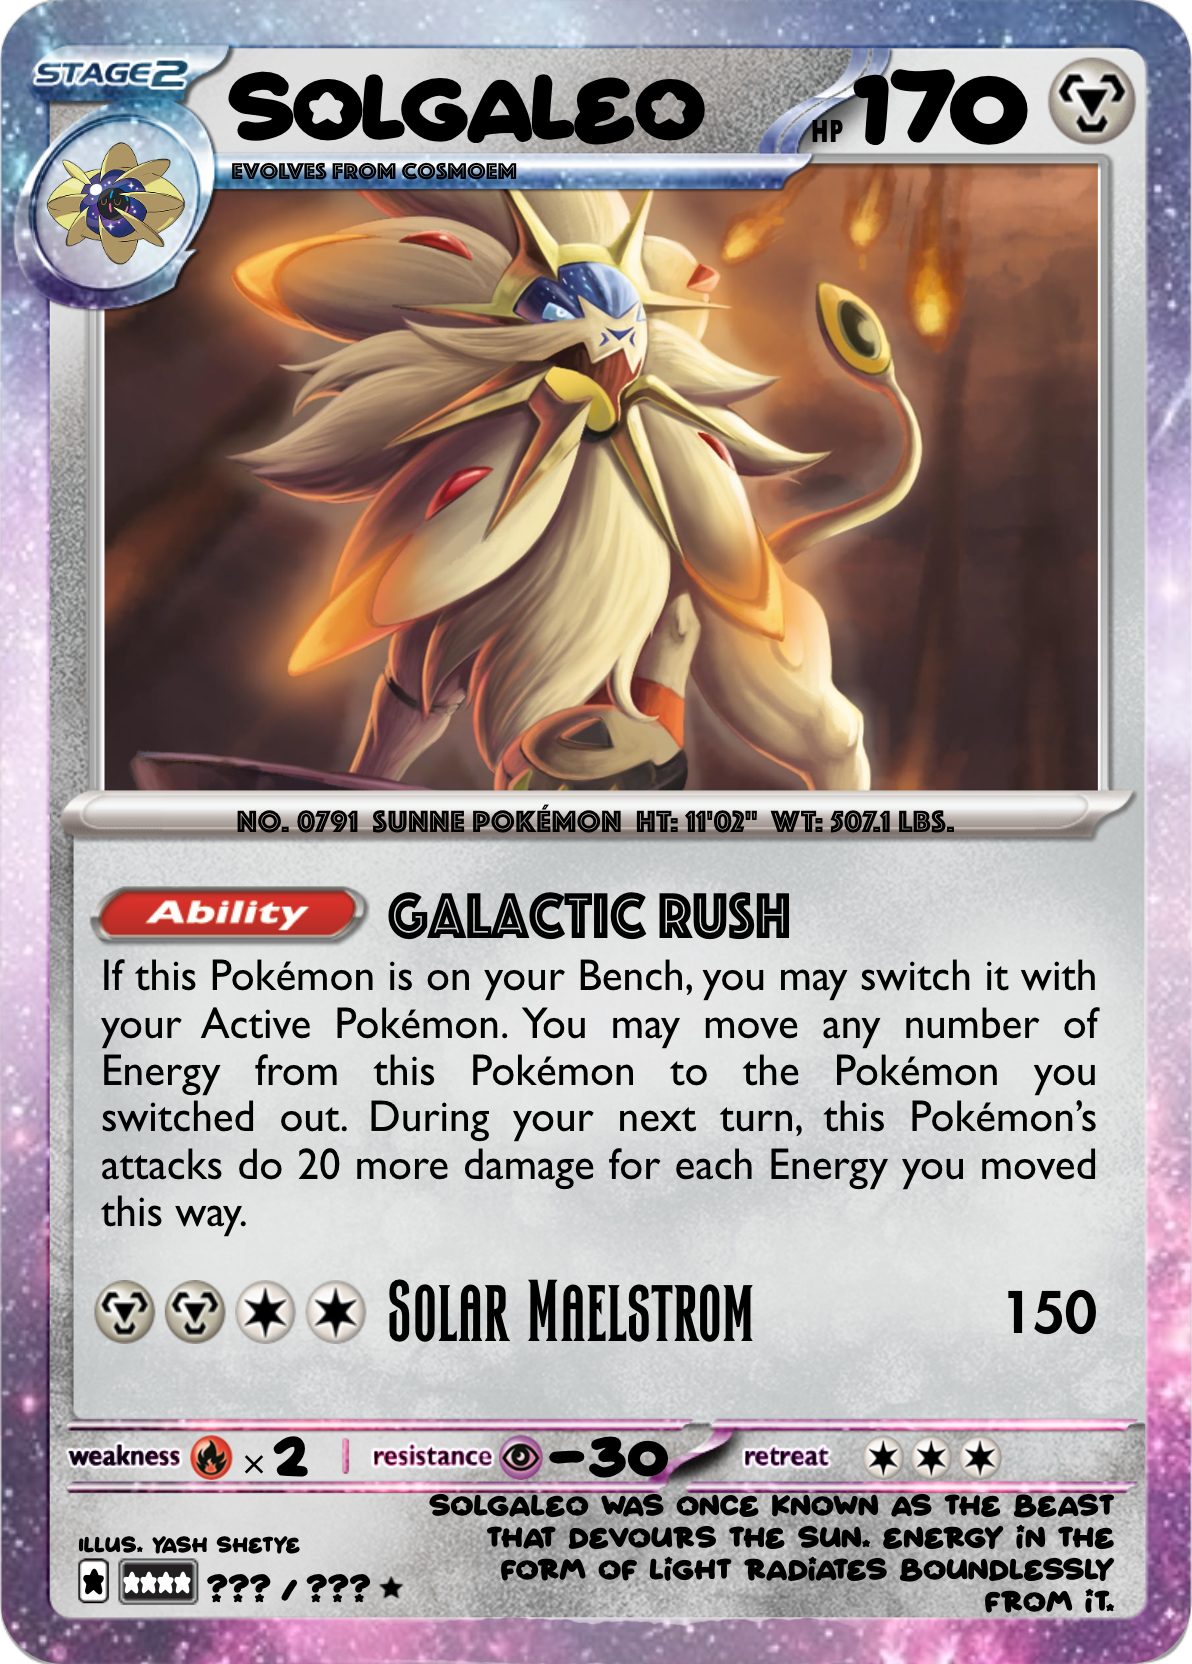 STAGE2
SOLGALEO
HP 170
EVOLVES FROM COSMOEM
NO. 0791 SUNNE POKÉMON HT: 11'02" WT: 507.1 LBS.
Ability GALACTIC RUSH
If this Pokémon is on your Bench, you may switch it with
your Active Pokémon. You may move any number of
Energy from this Pokémon to the Pokémon you
switched out. During your next turn, this Pokémon's
attacks do 20 more damage for each Energy you moved
this way.
SOLAR MAELSTROM 150
weakness ×2 resistance -30 retreat
SOLGALEO WAS ONCE KNOWN AS THE BEAST
THAT DEVOURS THE SUN. ENERGY IN THE
FORM OF LIGHT RADIATES BOUNDLESSLY
FROM IT.
ILLUS. YASH SHETYE
??? / ??? ★